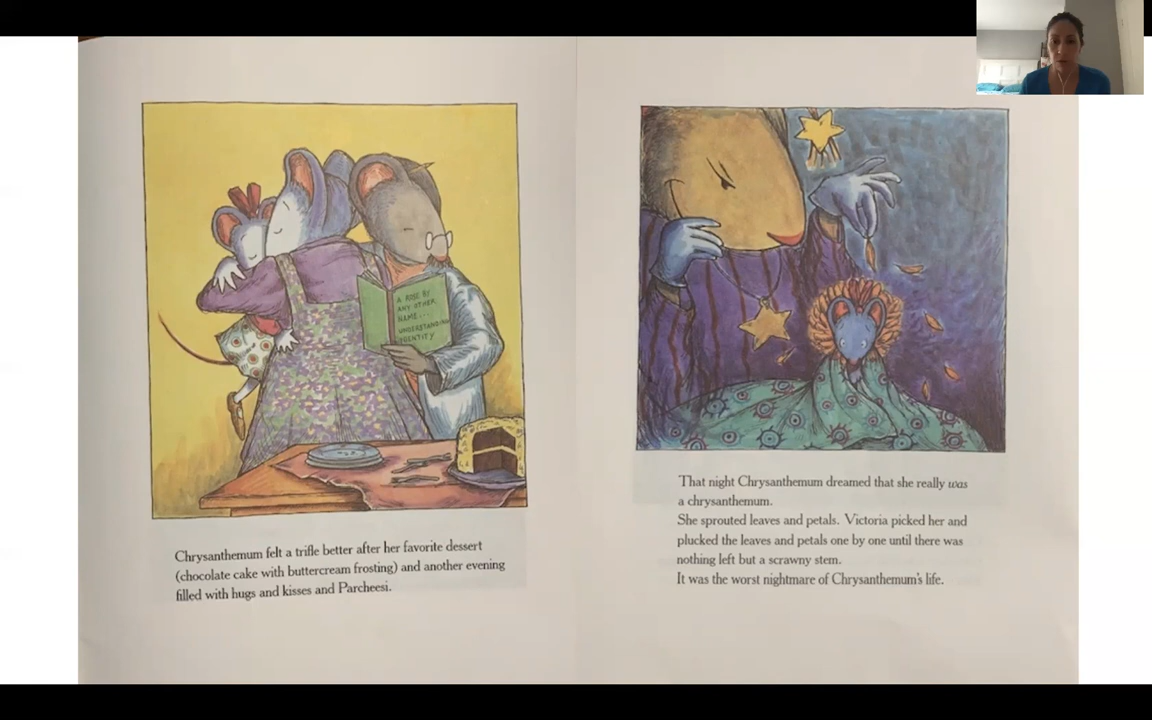 A ROSE BY
ANY OTHER
NAME...
UNDERSTANDING
IDENTITY
Chrysanthemum felt a trifle better after her favorite dessert
(chocolate cake with buttercream frosting) and another evening
filled with hugs and kisses and Parcheesi.
That night Chrysanthemum dreamed that she really was
a chrysanthemum.
She sprouted leaves and petals. Victoria picked her and
plucked the leaves and petals one by one until there was
nothing left but a scrawny stem.
It was the worst nightmare of Chrysanthemum's life.